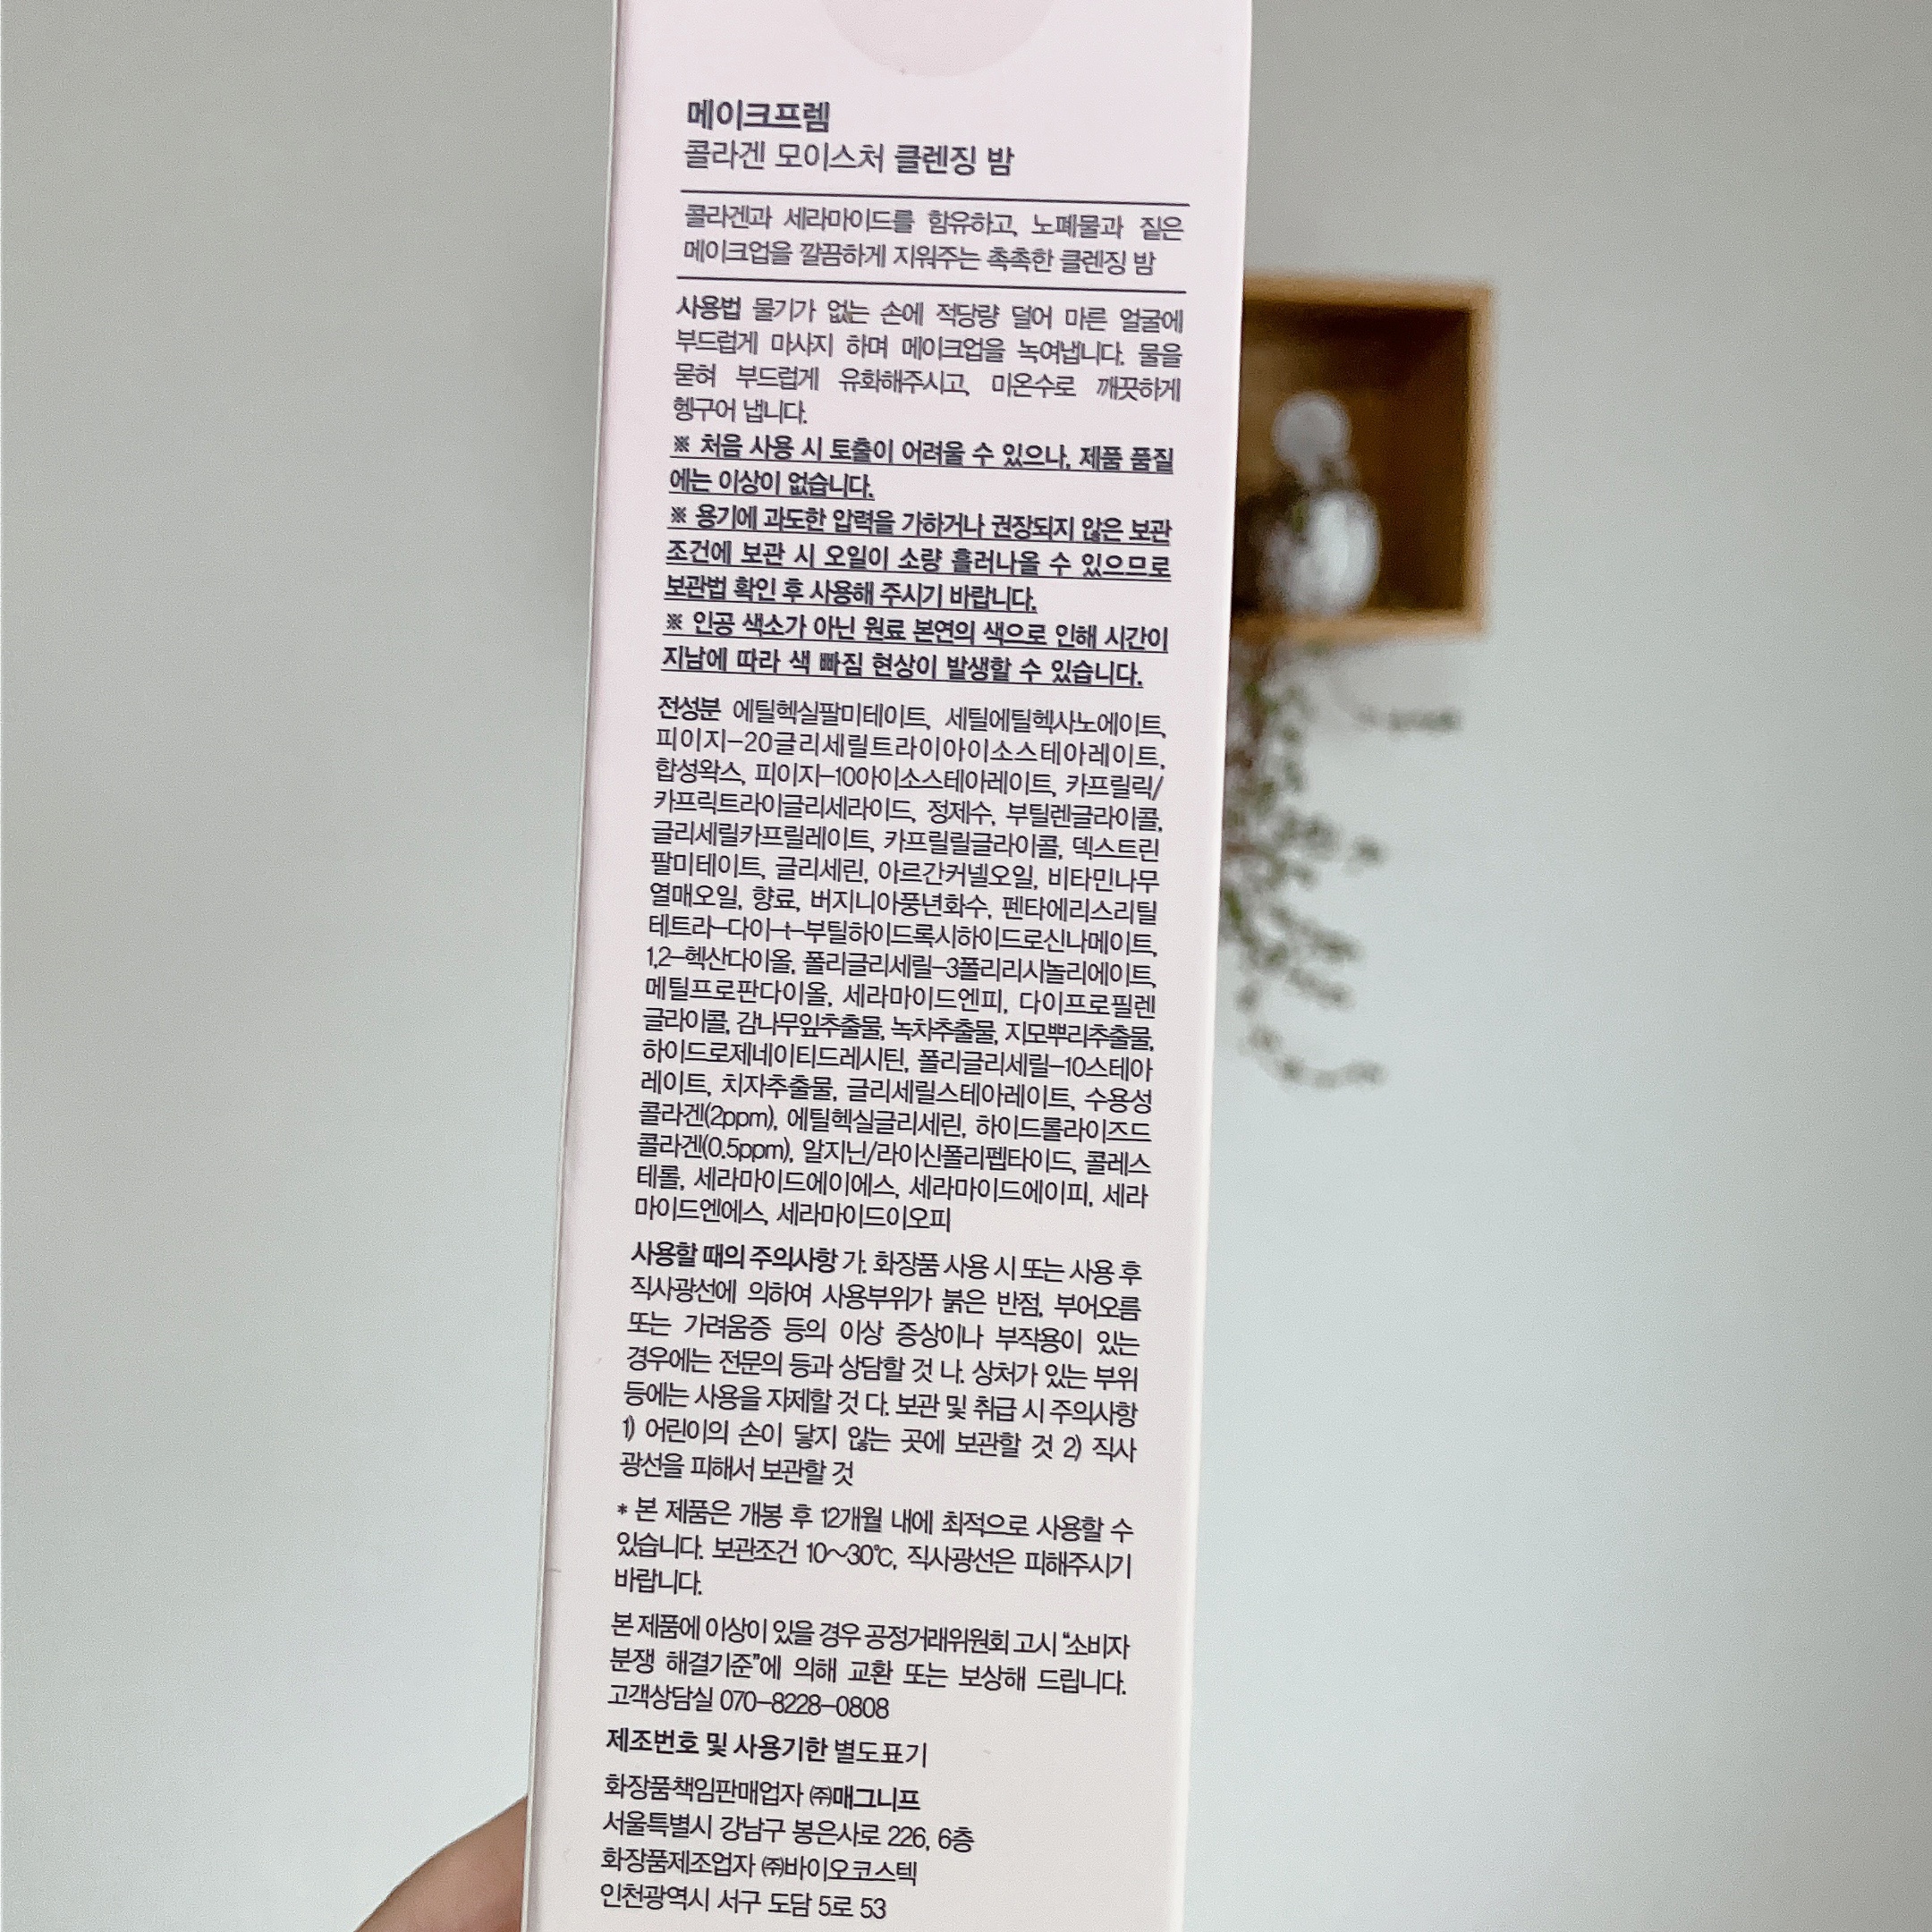 메이크프렘
콜라겐 모이스처 클렌징 밤
콜라겐과 세라마이드를 함유하고, 노폐물과 짙은
메이크업을 깔끔하게 지워주는 촉촉한 클렌징 밤
사용법 물기가 없는 손에 적당량 덜어 마른 얼굴에
부드럽게 마사지 하며 메이크업을 녹여냅니다. 물을
묻혀 부드럽게 유화해주시고, 미온수로 깨끗하게
헹구어 냅니다.
※ 처음 사용 시 토출이 어려울 수 있으나, 제품 품질
에는 이상이 없습니다.
※ 용기에 과도한 압력을 가하거나 권장되지 않은 보관
조건에 보관 시 오일이 소량 흘러나올 수 있으므로
보관법 확인 후 사용해 주시기 바랍니다.
※ 인공 색소가 아닌 원료 본연의 색으로 인해 시간이
지남에 따라 색 빠짐 현상이 발생할 수 있습니다.
전성분 에틸헥실팔미테이트, 세틸에틸헥사노에이트,
피이지-20글리세릴트라이아이소스테아레이트,
합성왁스, 피이지-10아이소스테아레이트, 카프릴릭/
카프릭트라이글리세라이드, 정제수, 부틸렌글라이콜,
글리세릴카프릴레이트, 카프릴릴글라이콜, 덱스트린
팔미테이트, 글리세린, 아르간커넬오일, 비타민나무
열매오일, 향료, 버지니아풍년화수, 펜타에리스리틸
테트라-다이-t-부틸하이드록시하이드로신나메이트,
1,2-헥산다이올, 폴리글리세릴-3폴리리시놀리에이트,
메틸프로판다이올, 세라마이드엔피, 다이프로필렌
글라이콜, 감나무잎추출물, 녹차추출물, 지모뿌리추출물,
하이드로제네이티드레시틴, 폴리글리세릴-10스테아
레이트, 치자추출물, 글리세릴스테아레이트, 수용성
콜라겐(2ppm), 에틸헥실글리세린, 하이드롤라이즈드
콜라겐(0.5ppm), 알지닌/라이신폴리펩타이드, 콜레스
테롤, 세라마이드에이에스, 세라마이드에이피, 세라
마이드엔에스, 세라마이드이오피
사용할 때의 주의사항 가. 화장품 사용 시 또는 사용 후
직사광선에 의하여 사용부위가 붉은 반점, 부어오름
또는 가려움증 등의 이상 증상이나 부작용이 있는
경우에는 전문의 등과 상담할 것 나. 상처가 있는 부위
등에는 사용을 자제할 것 다. 보관 및 취급 시 주의사항
1) 어린이의 손이 닿지 않는 곳에 보관할 것 2) 직사
광선을 피해서 보관할 것
* 본 제품은 개봉 후 12개월 내에 최적으로 사용할 수
있습니다. 보관조건 10~30℃, 직사광선은 피해주시기
바랍니다.
본 제품에 이상이 있을 경우 공정거래위원회 고시 "소비자
분쟁 해결기준"에 의해 교환 또는 보상해 드립니다.
고객상담실 070-8228-0808
제조번호 및 사용기한 별도표기
화장품책임판매업자 ㈜매그니프
서울특별시 강남구 봉은사로 226, 6층
화장품제조업자 ㈜바이오코스텍
인천광역시 서구 도담 5로 53